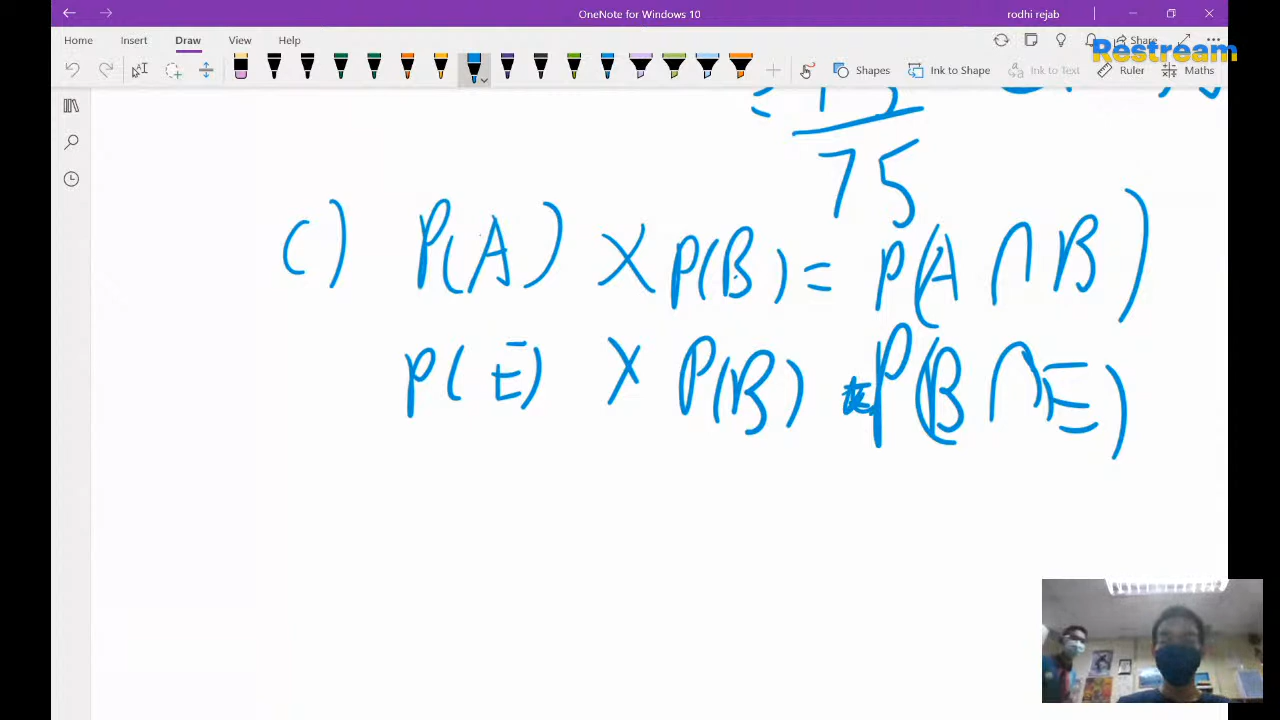 OneNote for Windows 10
rodhi rejab
Home Insert Draw View Help
Share
Restream
Shapes Ink to Shape Ink to Text Ruler Maths
75
c) P(A) X P(B) = P(A ∩ B)
P(E) X P(B) P(B ∩ E)